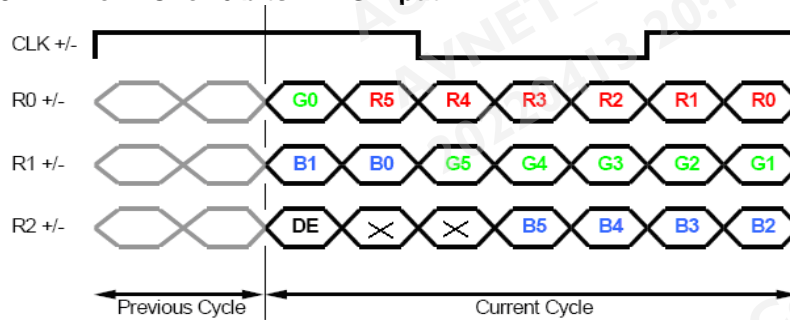 CLK +/-
R0 +/- G0 R5 R4 R3 R2 R1 R0
R1 +/- B1 B0 G5 G4 G3 G2 G1
R2 +/- DE B5 B4 B3 B2
Previous Cycle Current Cycle